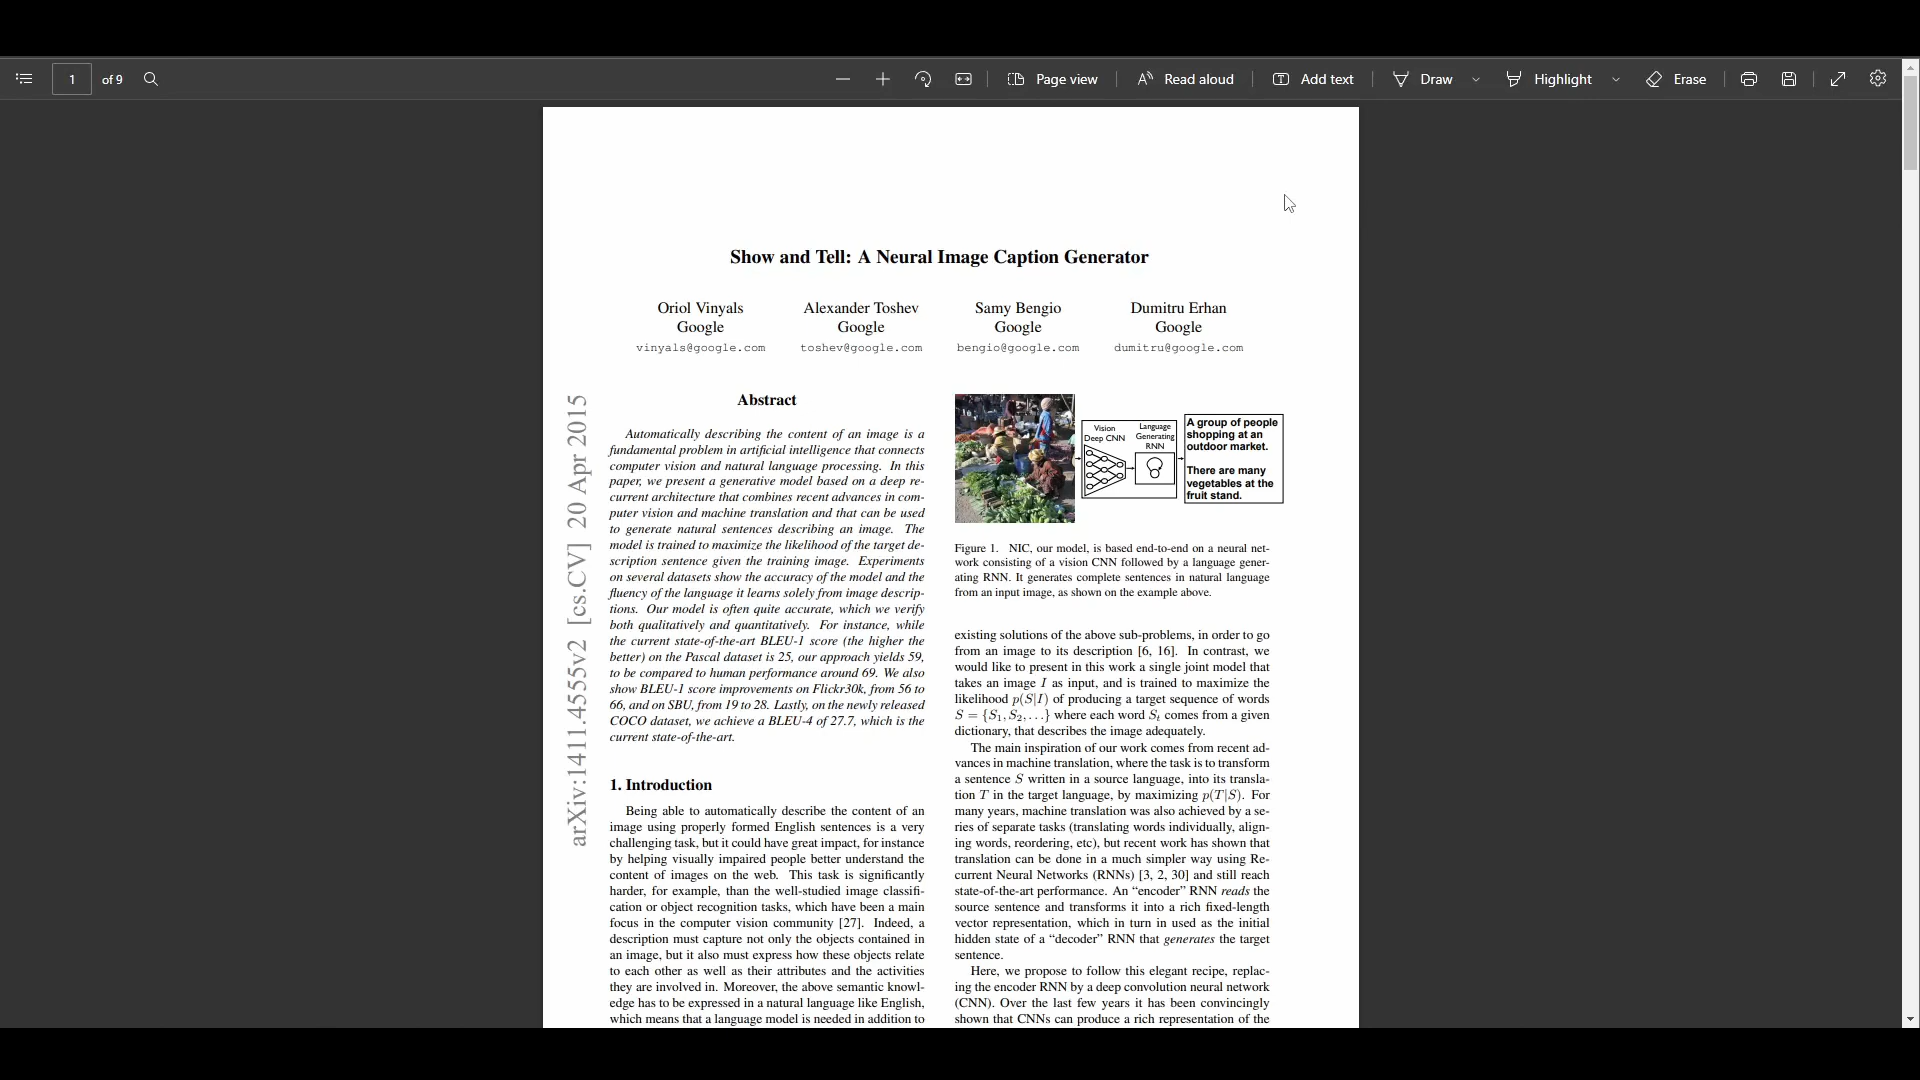 1
of 9
Page view
Read aloud
Add text
Draw
Highlight
Erase
Show and Tell: A Neural Image Caption Generator
Oriol Vinyals
Google
vinyals@google.com
Alexander Toshev
Google
toshev@google.com
Samy Bengio
Google
bengio@google.com
Dumitru Erhan
Google
dumitru@google.com
arXiv:1411.4555v2 [cs.CV] 20 Apr 2015
Abstract
Automatically describing the content of an image is a
fundamental problem in artificial intelligence that connects
computer vision and natural language processing. In this
paper, we present a generative model based on a deep re-
current architecture that combines recent advances in com-
puter vision and machine translation and that can be used
to generate natural sentences describing an image. The
model is trained to maximize the likelihood of the target de-
scription sentence given the training image. Experiments
on several datasets show the accuracy of the model and the
fluency of the language it learns solely from image descrip-
tions. Our model is often quite accurate, which we verify
both qualitatively and quantitatively. For instance, while
the current state-of-the-art BLEU-1 score (the higher the
better) on the Pascal dataset is 25, our approach yields 59,
to be compared to human performance around 69. We also
show BLEU-1 score improvements on Flickr30k, from 56 to
66, and on SBU, from 19 to 28. Lastly, on the newly released
COCO dataset, we achieve a BLEU-4 of 27.7, which is the
current state-of-the-art.
1. Introduction
Being able to automatically describe the content of an
image using properly formed English sentences is a very
challenging task, but it could have great impact, for instance
by helping visually impaired people better understand the
content of images on the web. This task is significantly
harder, for example, than the well-studied image classifi-
cation or object recognition tasks, which have been a main
focus in the computer vision community [27]. Indeed, a
description must capture not only the objects contained in
an image, but it also must express how these objects relate
to each other as well as their attributes and the activities
they are involved in. Moreover, the above semantic knowl-
edge has to be expressed in a natural language like English,
which means that a language model is needed in addition to
Vision
Deep CNN
Language
Generating
RNN
A group of people
shopping at an
outdoor market.
There are many
vegetables at the
fruit stand.
Figure 1. NIC, our model, is based end-to-end on a neural net-
work consisting of a vision CNN followed by a language gener-
ating RNN. It generates complete sentences in natural language
from an input image, as shown on the example above.
existing solutions of the above sub-problems, in order to go
from an image to its description [6, 16]. In contrast, we
would like to present in this work a single joint model that
takes an image I as input, and is trained to maximize the
likelihood p(S|I) of producing a target sequence of words
S = {S₁, S₂, . . .} where each word Sₜ comes from a given
dictionary, that describes the image adequately.
The main inspiration of our work comes from recent ad-
vances in machine translation, where the task is to transform
a sentence S written in a source language, into its transla-
tion T in the target language, by maximizing p(T|S). For
many years, machine translation was also achieved by a se-
ries of separate tasks (translating words individually, align-
ing words, reordering, etc), but recent work has shown that
translation can be done in a much simpler way using Re-
current Neural Networks (RNNs) [3, 2, 30] and still reach
state-of-the-art performance. An “encoder” RNN reads the
source sentence and transforms it into a rich fixed-length
vector representation, which in turn in used as the initial
hidden state of a “decoder” RNN that generates the target
sentence.
Here, we propose to follow this elegant recipe, replac-
ing the encoder RNN by a deep convolution neural network
(CNN). Over the last few years it has been convincingly
shown that CNNs can produce a rich representation of the